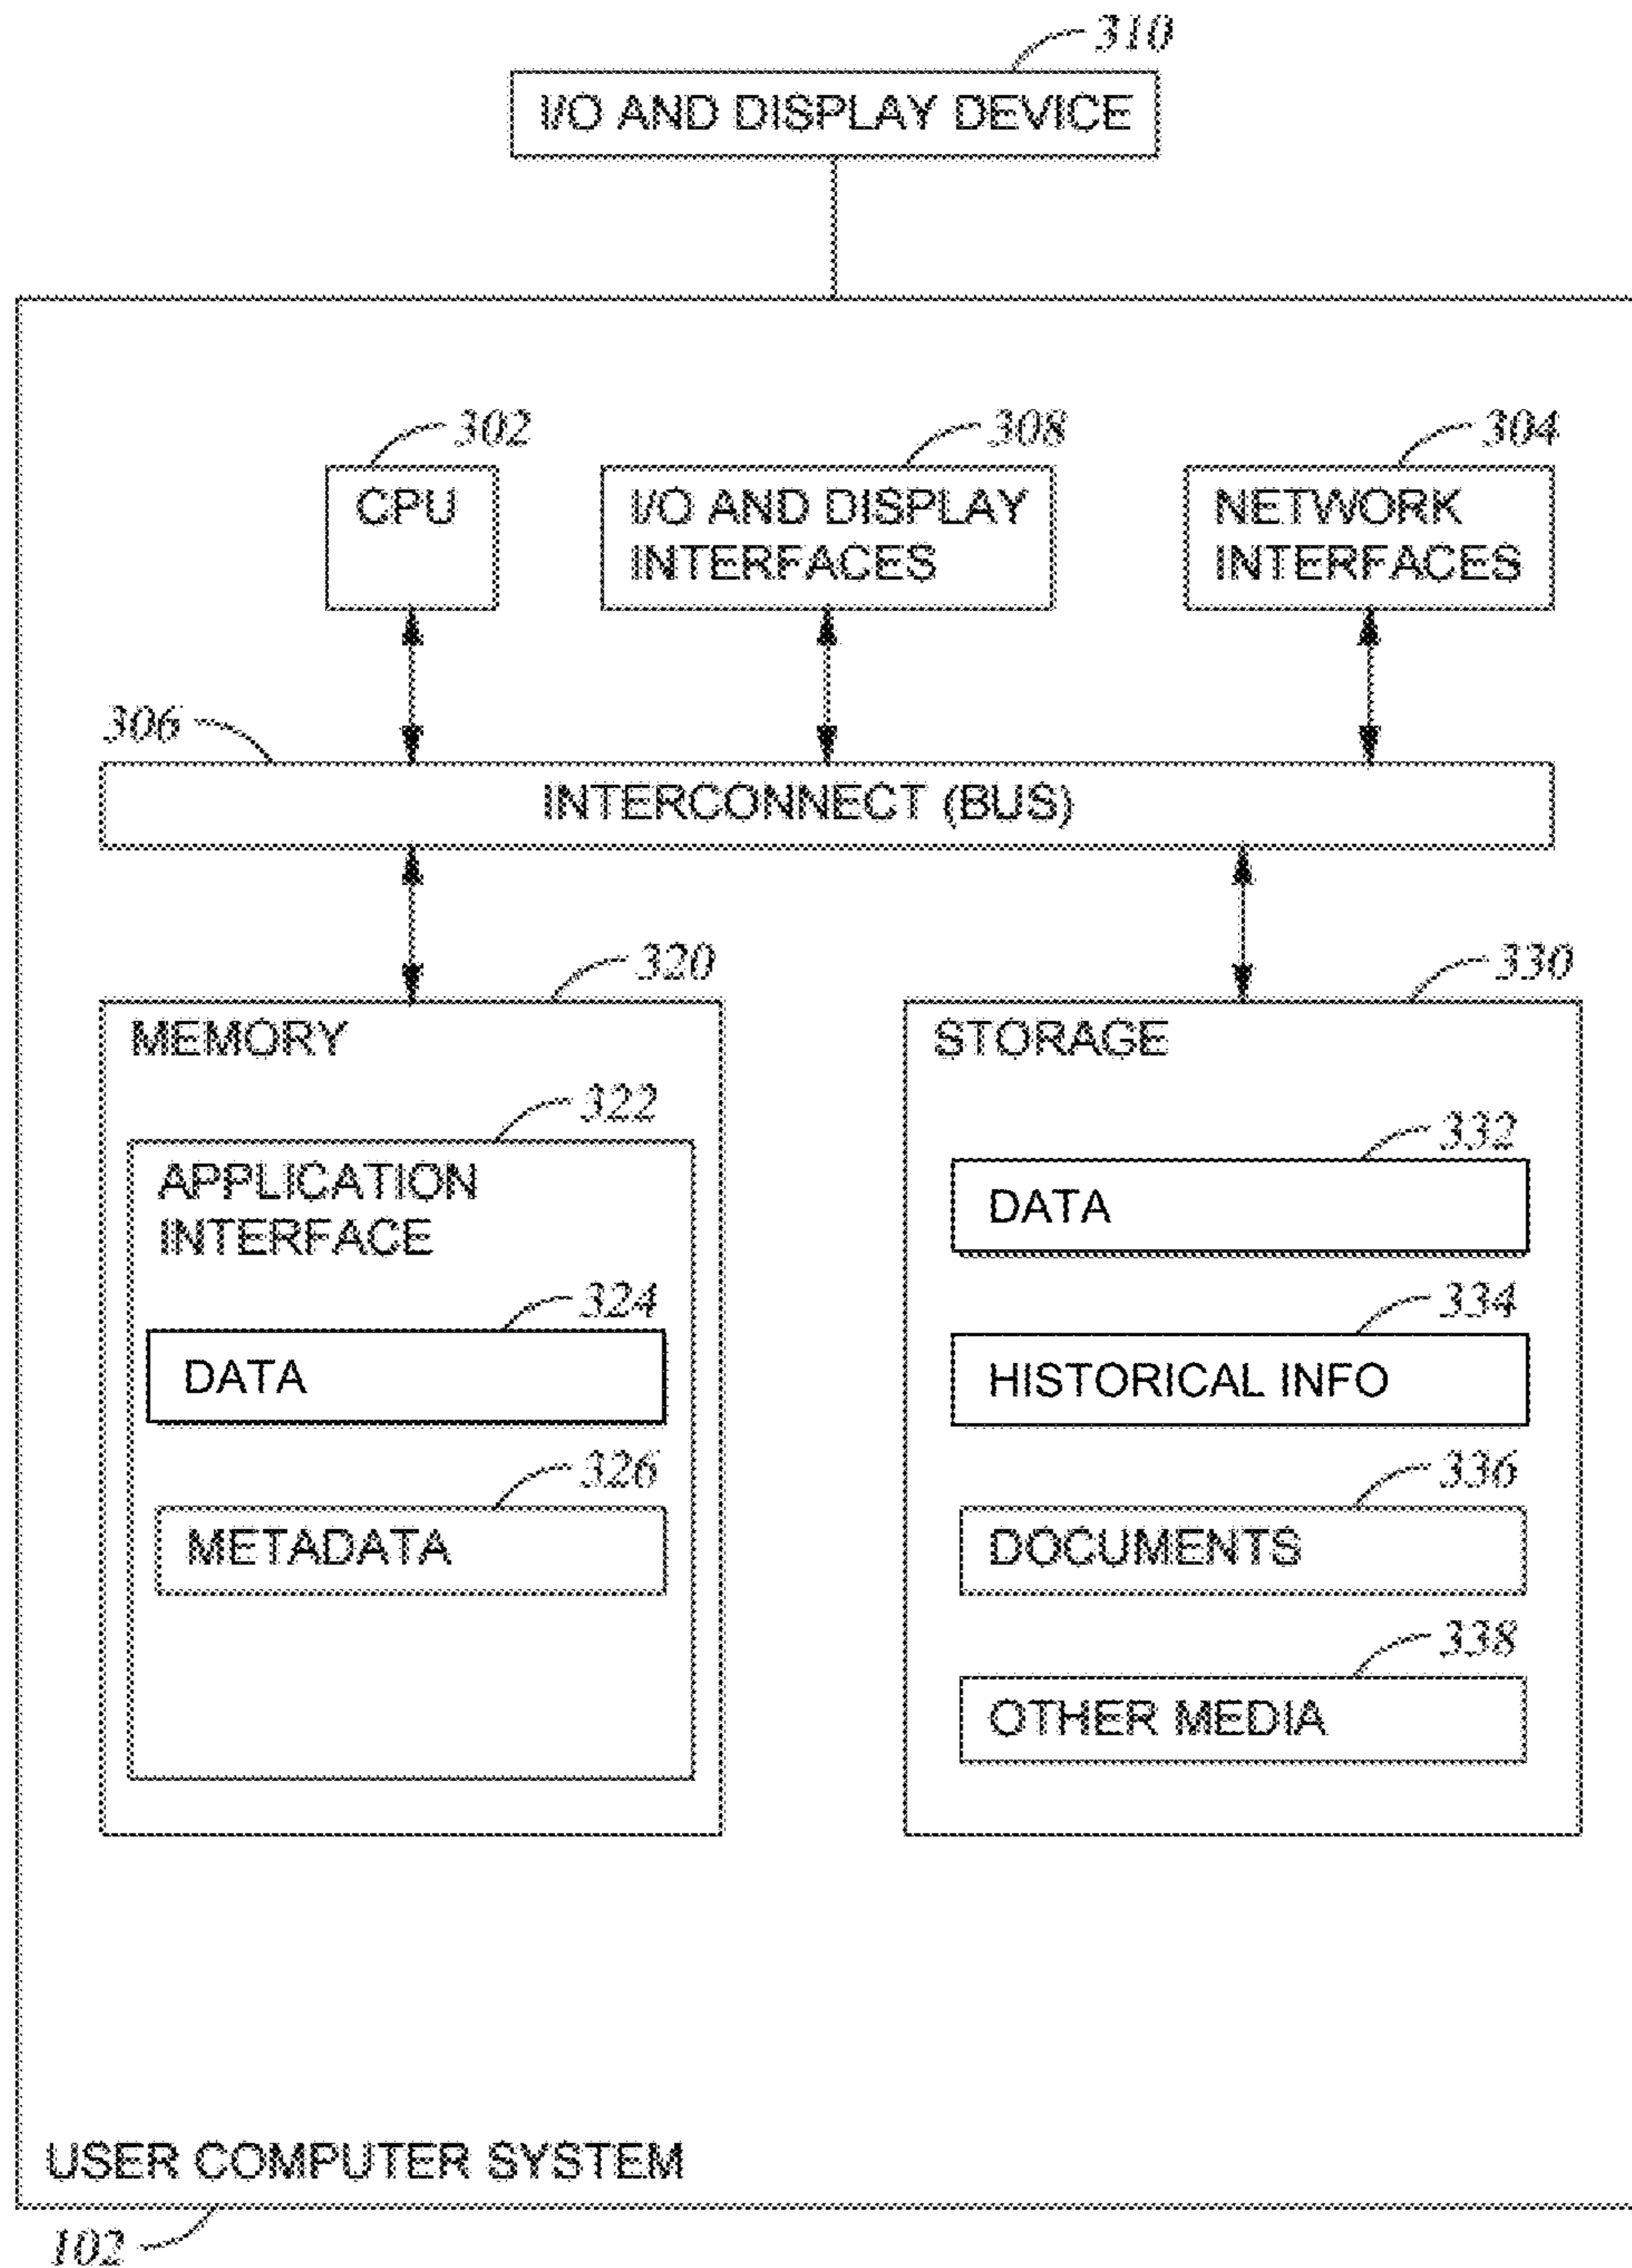 310
I/O AND DISPLAY DEVICE
302
308
304
CPU
I/O AND DISPLAY
INTERFACES
NETWORK
INTERFACES
306
INTERCONNECT (BUS)
320
330
MEMORY
STORAGE
322
332
APPLICATION
INTERFACE
DATA
324
334
DATA
HISTORICAL INFO
326
336
METADATA
DOCUMENTS
338
OTHER MEDIA
USER COMPUTER SYSTEM
102